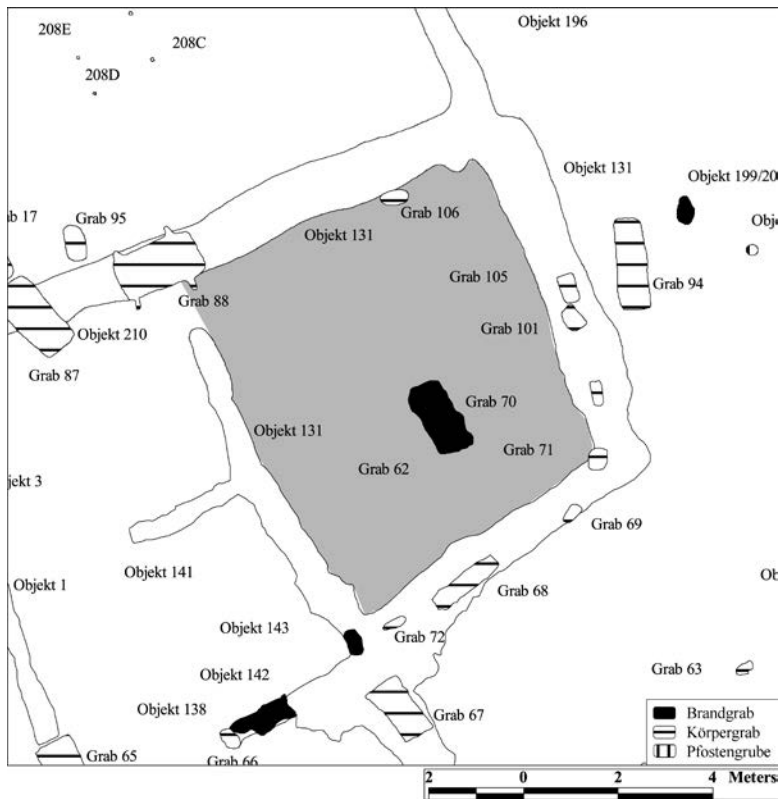 Objekt 196
208E
208C
208D
Objekt 131
Objekt 199/20
ab 17
Grab 95
Grab 106
Obje
Objekt 131
Grab 105
Grab 94
Grab 88
Grab 101
Objekt 210
Grab 87
Grab 70
Objekt 131
Grab 71
Grab 62
jekt 3
Grab 69
Objekt 141
Objekt 1
Ob
Grab 68
Objekt 143
Grab 72
Objekt 142
Grab 63
Objekt 138
Grab 67
Brandgrab
Körpergrab
Pfostengrube
Grab 65
Grab 66
2 0 2 4 Meters